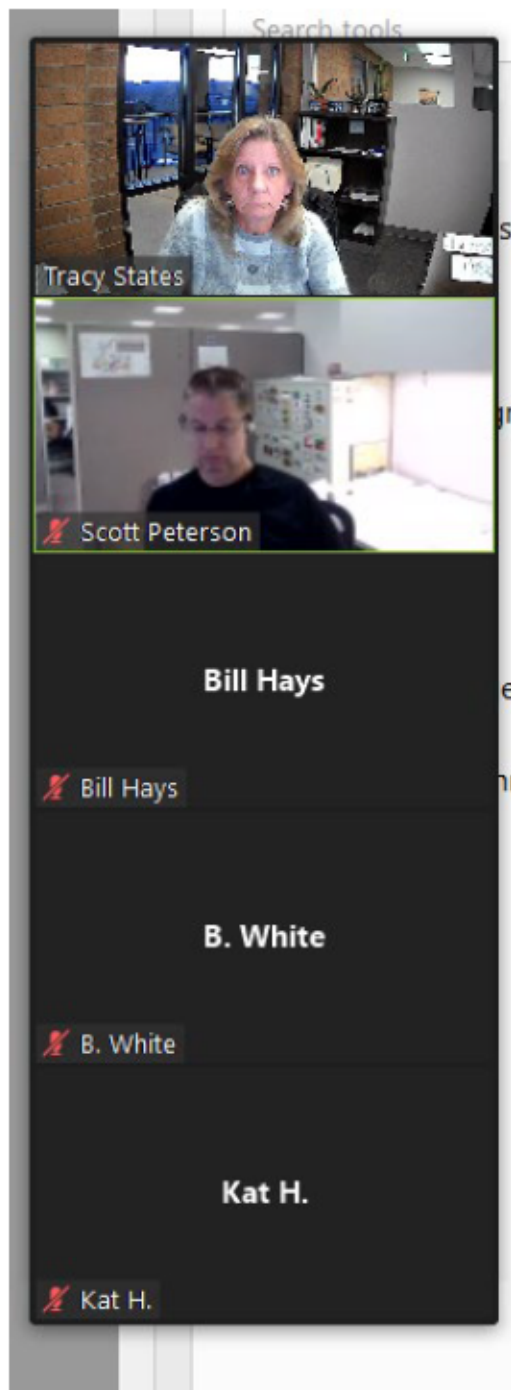 Search tools
Tracy States
Scott Peterson
Bill Hays
Bill Hays
B. White
B. White
Kat H.
Kat H.